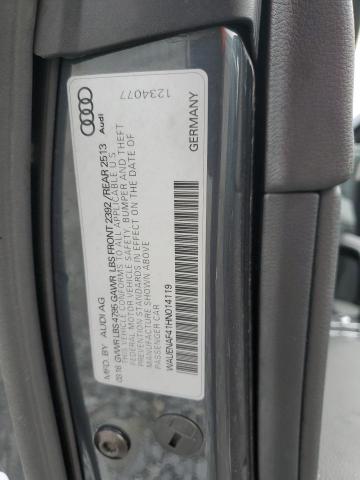 MFD. BY AUDI AG
03.16 GVWR LBS 4795 GAWR LBS FRONT 2392/REAR 2513
THIS VEHICLE CONFORMS TO ALL APPLICABLE U.S.
FEDERAL MOTOR VEHICLE SAFETY, BUMPER AND THEFT
PREVENTION STANDARDS IN EFFECT ON THE DATE OF
MANUFACTURE SHOWN ABOVE.
PASSENGER CAR
WAUENAF41HN014119
Audi
1234077
GERMANY